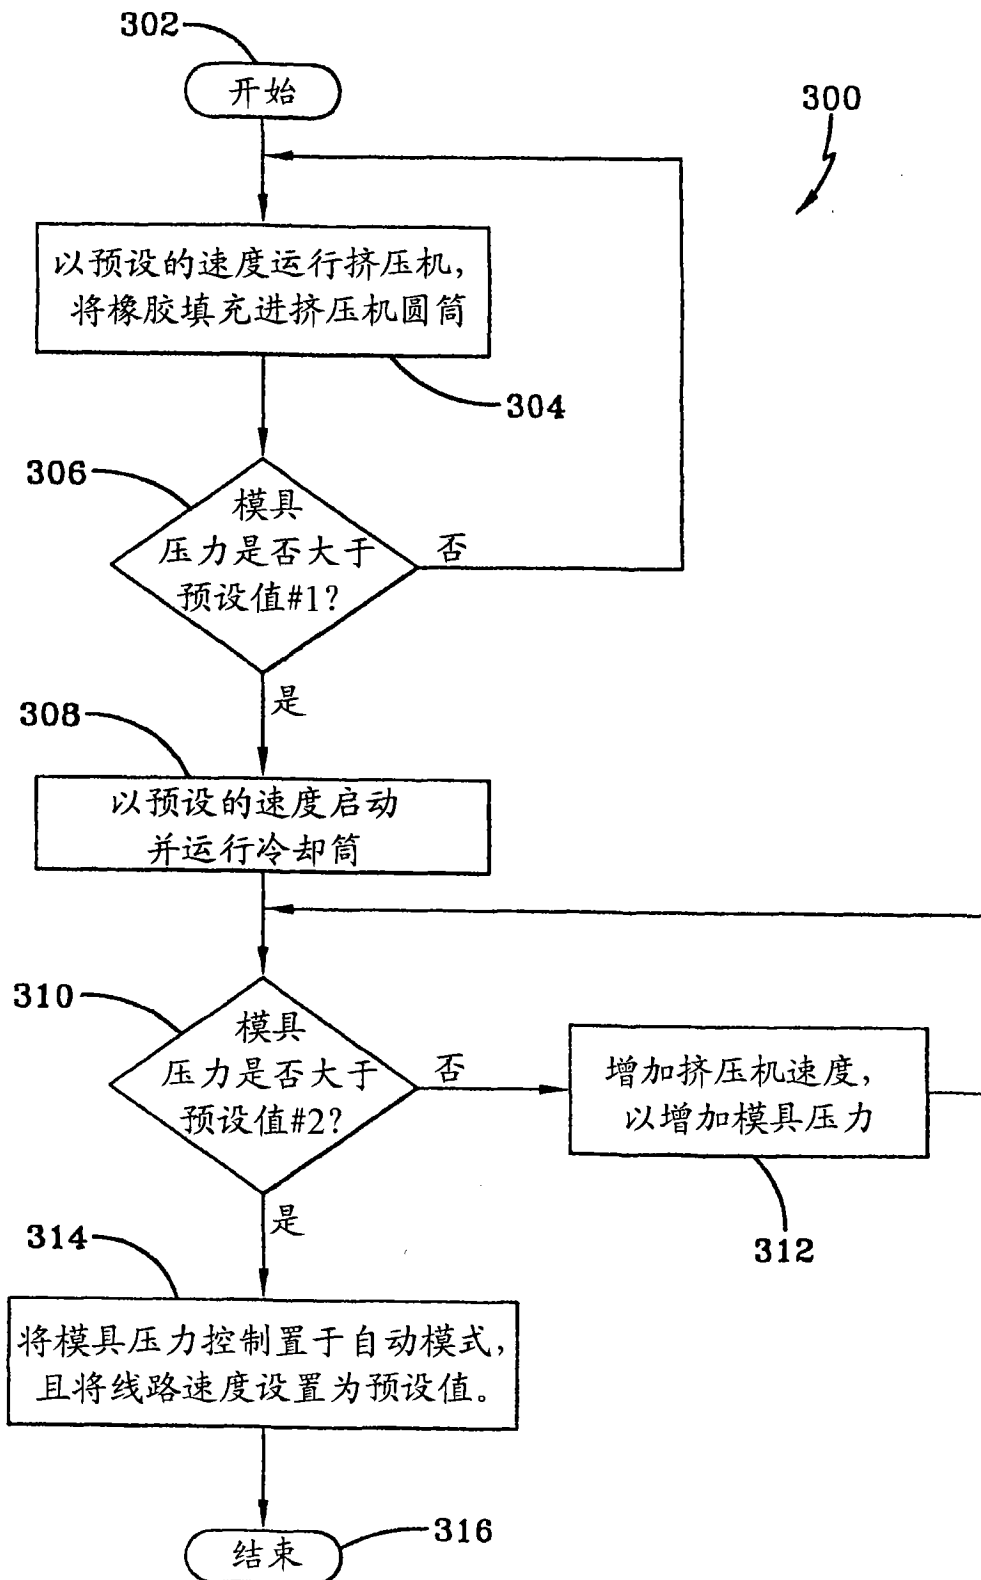 302
开始
300
以预设的速度运行挤压机,
将橡胶填充进挤压机圆筒
304
306
模具
压力是否大于
预设值#1?
否
是
308
以预设的速度启动
并运行冷却筒
310
模具
压力是否大于
预设值#2?
否
增加挤压机速度,
以增加模具压力
312
是
314
将模具压力控制置于自动模式,
且将线路速度设置为预设值。
316
结束